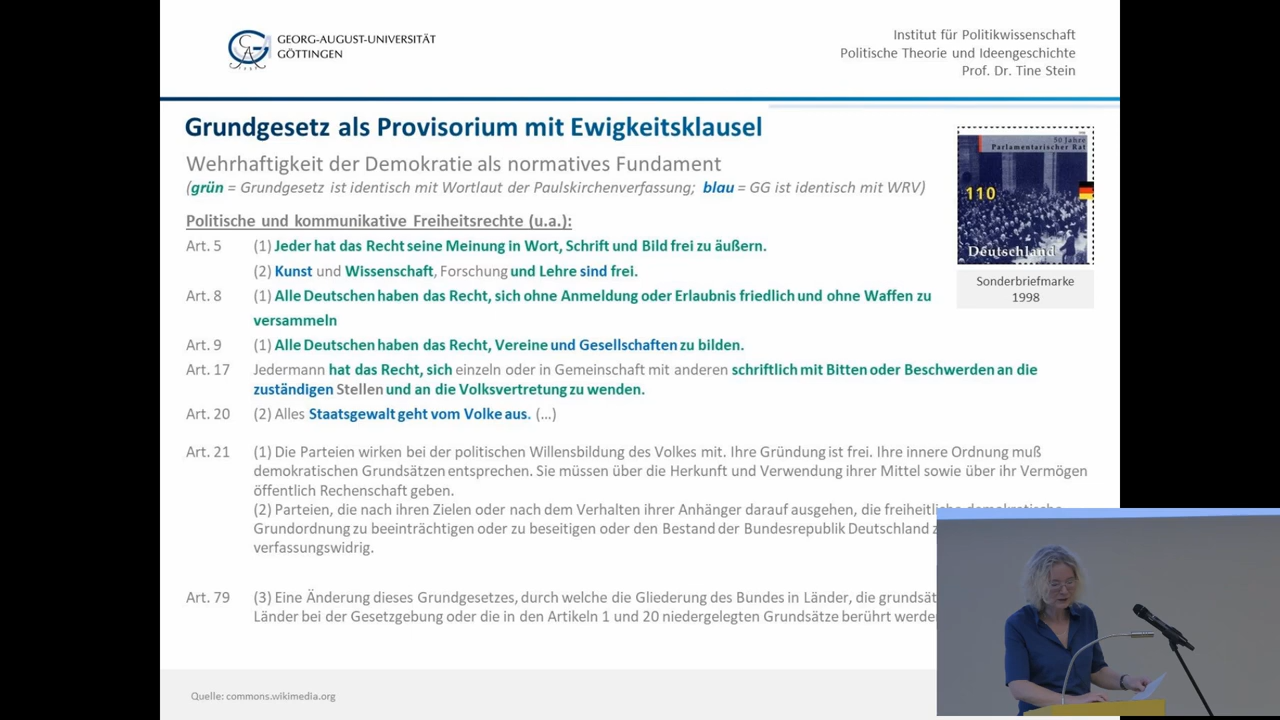 GEORG-AUGUST-UNIVERSITÄT
GÖTTINGEN
Institut für Politikwissenschaft
Politische Theorie und Ideengeschichte
Prof. Dr. Tine Stein
Grundgesetz als Provisorium mit Ewigkeitsklausel
Wehrhaftigkeit der Demokratie als normatives Fundament
(grün = Grundgesetz ist identisch mit Wortlaut der Paulskirchenverfassung; blau = GG ist identisch mit WRV)
50 Jahre
Parlamentarischer Rat
110
Deutschland
Sonderbriefmarke
1998
Politische und kommunikative Freiheitsrechte (u.a.):
Art. 5 (1) Jeder hat das Recht seine Meinung in Wort, Schrift und Bild frei zu äußern.
(2) Kunst und Wissenschaft, Forschung und Lehre sind frei.
Art. 8 (1) Alle Deutschen haben das Recht, sich ohne Anmeldung oder Erlaubnis friedlich und ohne Waffen zu
versammeln
Art. 9 (1) Alle Deutschen haben das Recht, Vereine und Gesellschaften zu bilden.
Art. 17 Jedermann hat das Recht, sich einzeln oder in Gemeinschaft mit anderen schriftlich mit Bitten oder Beschwerden an die
zuständigen Stellen und an die Volksvertretung zu wenden.
Art. 20 (2) Alles Staatsgewalt geht vom Volke aus. (...)
Art. 21 (1) Die Parteien wirken bei der politischen Willensbildung des Volkes mit. Ihre Gründung ist frei. Ihre innere Ordnung muß
demokratischen Grundsätzen entsprechen. Sie müssen über die Herkunft und Verwendung ihrer Mittel sowie über ihr Vermögen
öffentlich Rechenschaft geben.
(2) Parteien, die nach ihren Zielen oder nach dem Verhalten ihrer Anhänger darauf ausgehen, die freiheitliche demokratische
Grundordnung zu beeinträchtigen oder zu beseitigen oder den Bestand der Bundesrepublik Deutschland
verfassungswidrig.
Art. 79 (3) Eine Änderung dieses Grundgesetzes, durch welche die Gliederung des Bundes in Länder, die
Länder bei der Gesetzgebung oder die in den Artikeln 1 und 20 niedergelegten Grundsätze berührt
Quelle: commons.wikimedia.org